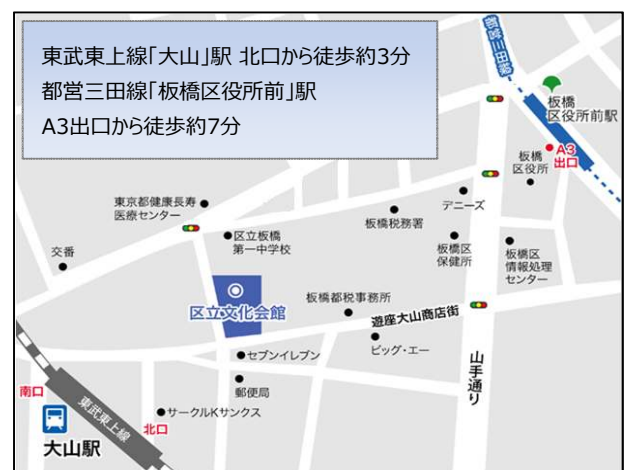 東武東上線「大山」駅 北口から徒歩約3分
都営三田線「板橋区役所前」駅
A3出口から徒歩約7分
都営三田線
板橋
区役所前駅
A3
出口
板橋
区役所
東京都健康長寿
医療センター
デニーズ
板橋税務署
区立板橋
第一中学校
交番
板橋区
保健所
板橋区
情報処理
センター
区立文化会館
板橋都税事務所
遊座大山商店街
ビッグ・エー
セブンイレブン
山手通り
郵便局
南口
東武東上線
サークルKサンクス
北口
大山駅